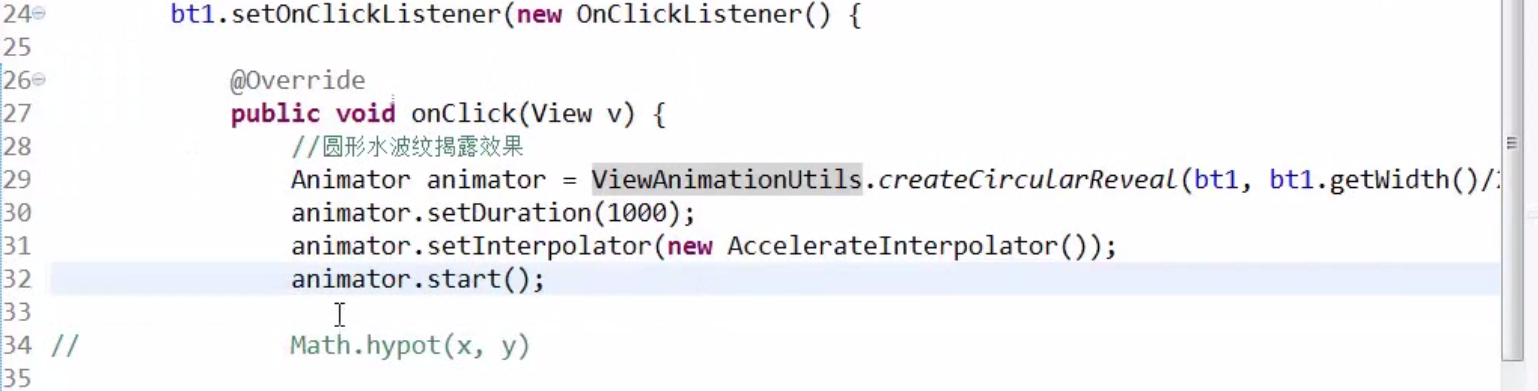 24 bt1.setOnClickListener(new OnClickListener() {
25
26 @Override
27 public void onClick(View v) {
28 //圆形水波纹揭露效果
29 Animator animator = ViewAnimationUtils.createCircularReveal(bt1, bt1.getWidth()/
30 animator.setDuration(1000);
31 animator.setInterpolator(new AccelerateInterpolator());
32 animator.start();
33
34 // Math.hypot(x, y)
35